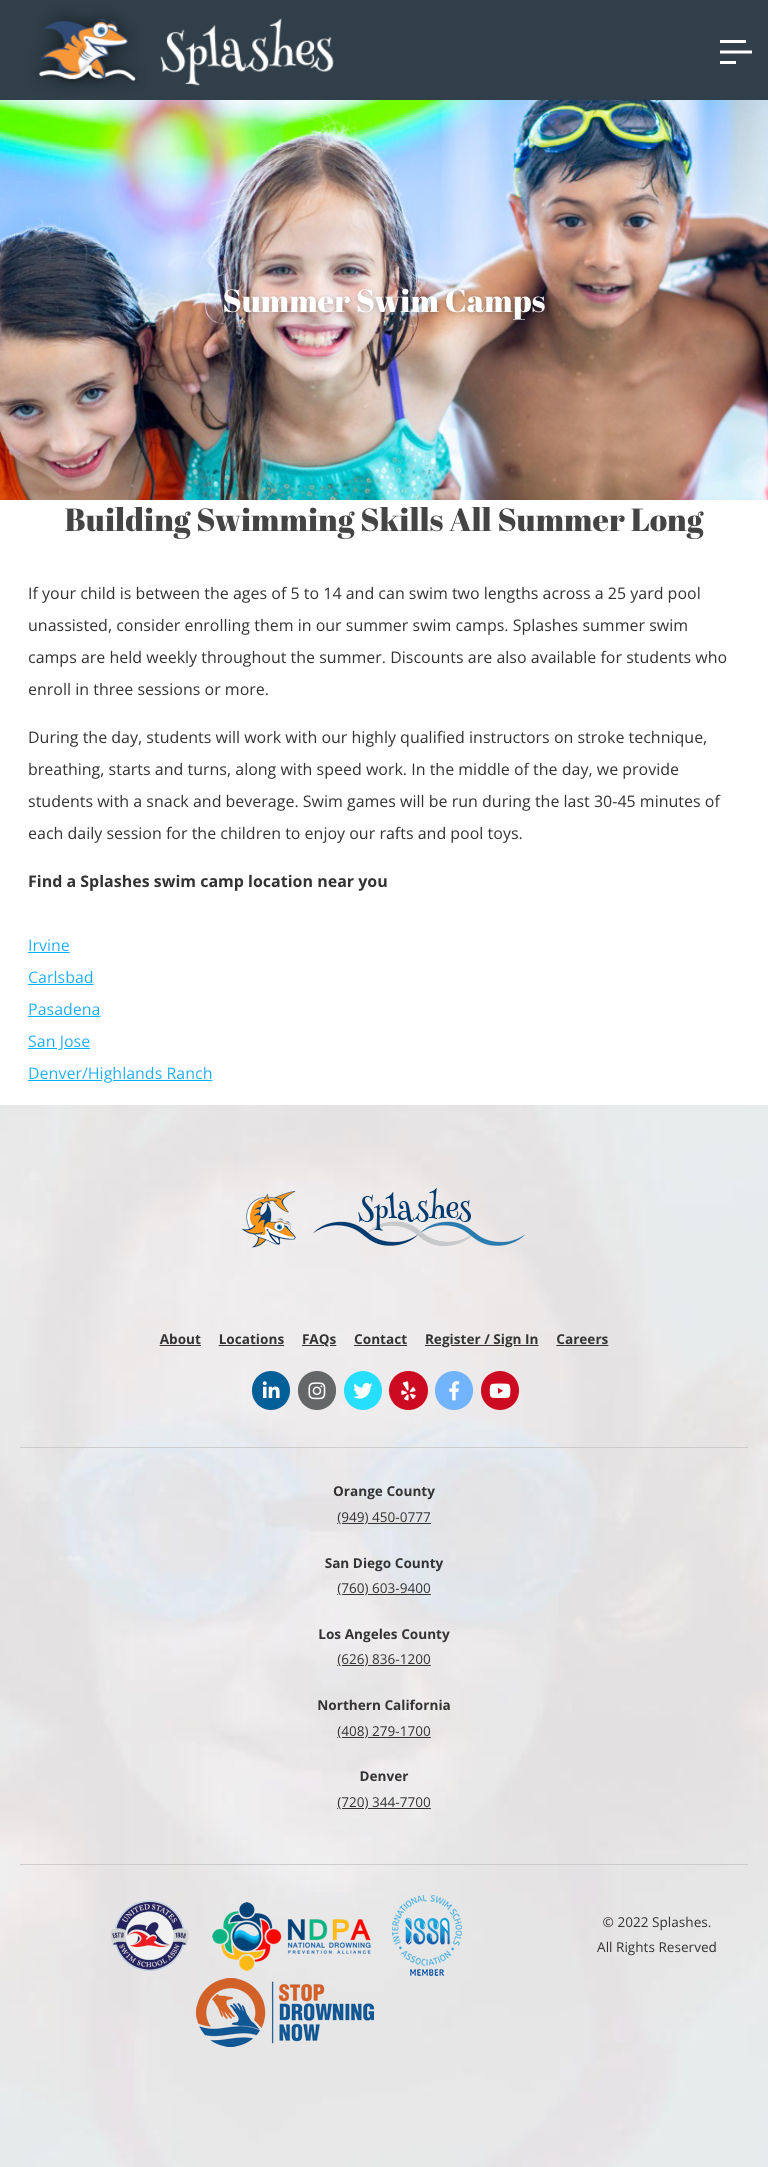 Splashes
Summer Swim Camps
Building Swimming Skills All Summer Long
If your child is between the ages of 5 to 14 and can swim two lengths across a 25 yard pool
unassisted, consider enrolling them in our summer swim camps. Splashes summer swim
camps are held weekly throughout the summer. Discounts are also available for students who
enroll in three sessions or more.
During the day, students will work with our highly qualified instructors on stroke technique,
breathing, starts and turns, along with speed work. In the middle of the day, we provide
students with a snack and beverage. Swim games will be run during the last 30-45 minutes of
each daily session for the children to enjoy our rafts and pool toys.
Find a Splashes swim camp location near you
Irvine
Carlsbad
Pasadena
San Jose
Denver/Highlands Ranch
Splashes
About Locations FAQs Contact Register / Sign In Careers
Orange County
(949) 450-0777
San Diego County
(760) 603-9400
Los Angeles County
(626) 836-1200
Northern California
(408) 279-1700
Denver
(720) 344-7700
UNITED STATES
ESTD 1988
SWIM SCHOOL ASSN
NDPA
NATIONAL DROWNING
PREVENTION ALLIANCE
INTERNATIONAL SWIM SCHOOLS
ISSA
ASSOCIATION
MEMBER
© 2022 Splashes.
All Rights Reserved
STOP
DROWNING
NOW